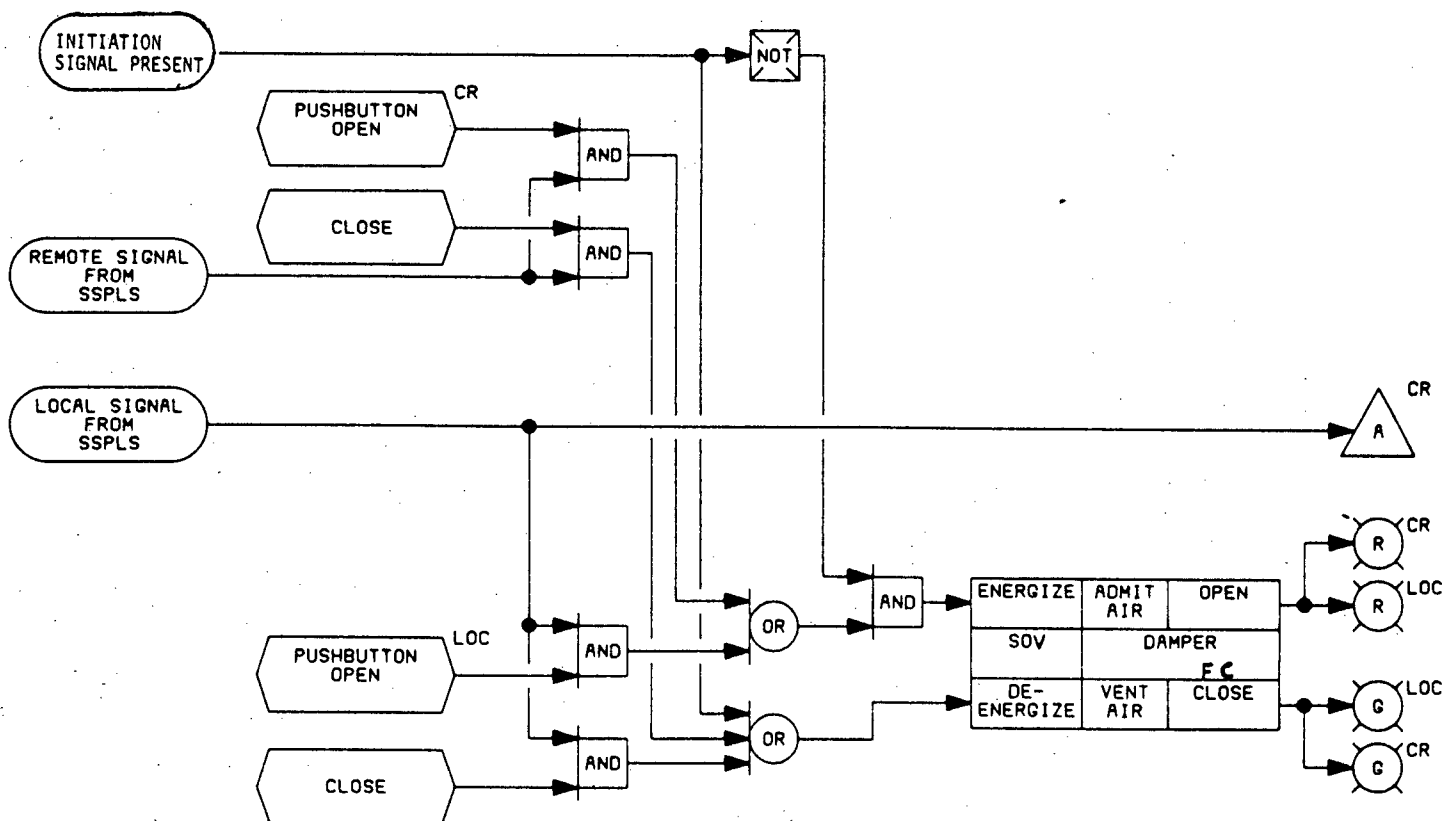 INITIATION
SIGNAL PRESENT
NOT
PUSHBUTTON
OPEN
CR
AND
CLOSE
AND
REMOTE SIGNAL
FROM
SSPLS
LOCAL SIGNAL
FROM
SSPLS
CR
A
CR
R
LOC
R
ENERGIZE
ADMIT
AIR
OPEN
AND
OR
SOV
DAMPER
FC
LOC
PUSHBUTTON
OPEN
AND
DE-
ENERGIZE
VENT
AIR
CLOSE
LOC
G
CR
G
OR
AND
CLOSE